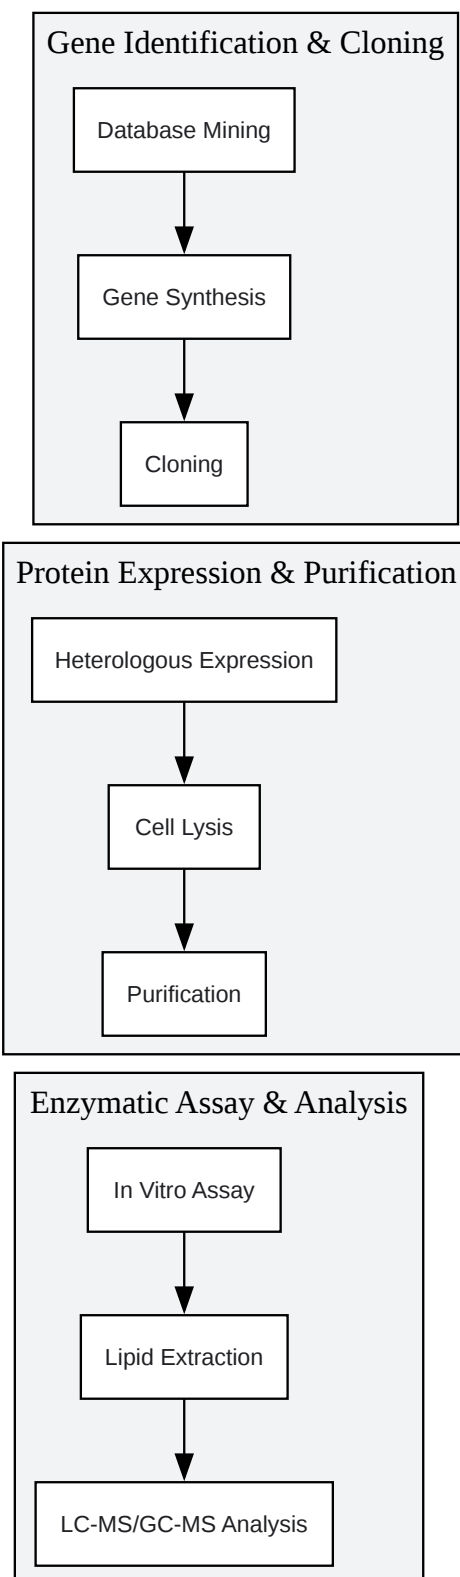 Gene Identification & Cloning
Database Mining
Gene Synthesis
Cloning
Protein Expression & Purification
Heterologous Expression
Cell Lysis
Purification
Enzymatic Assay & Analysis
In Vitro Assay
Lipid Extraction
LC-MS/GC-MS Analysis